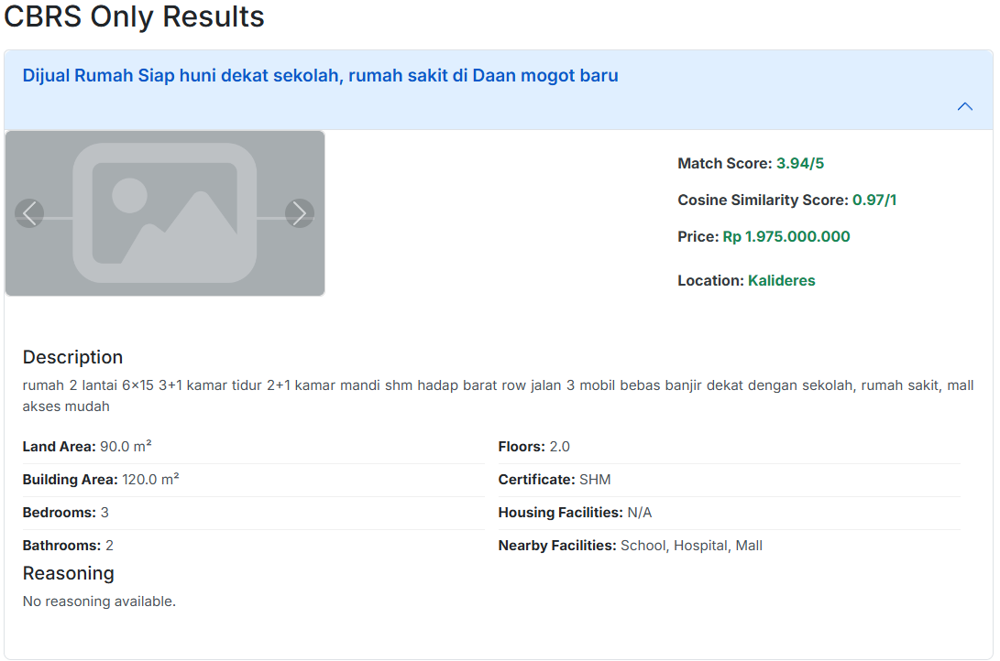 CBRS Only Results
Dijual Rumah Siap huni dekat sekolah, rumah sakit di Daan mogot baru
Match Score: 3.94/5
Cosine Similarity Score: 0.97/1
Price: Rp 1.975.000.000
Location: Kalideres
Description
rumah 2 lantai 6×15 3+1 kamar tidur 2+1 kamar mandi shm hadap barat row jalan 3 mobil bebas banjir dekat dengan sekolah, rumah sakit, mall
akses mudah
Land Area: 90.0 m²
Floors: 2.0
Building Area: 120.0 m²
Certificate: SHM
Bedrooms: 3
Housing Facilities: N/A
Bathrooms: 2
Nearby Facilities: School, Hospital, Mall
Reasoning
No reasoning available.